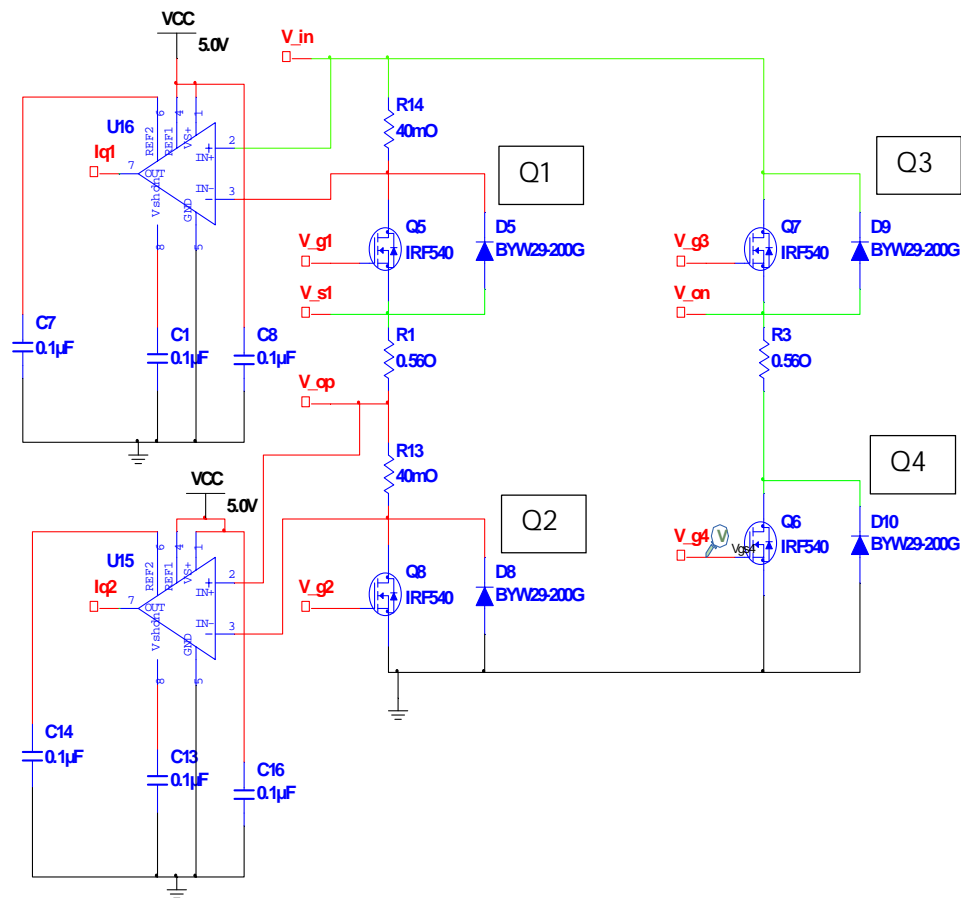 VCC
5.0V
V_in
R14
40mO
U16
6
4
1
REF2
REF1
VS+
2
IN+
Iq1
7
OUT
IN-
3
Vshdn
GND
8
5
Q1
Q3
Q5
IRF540
D5
BYW29-200G
V_g1
V_s1
Q7
IRF540
D9
BYW29-200G
V_g3
V_on
C7
0.1µF
C1
0.1µF
C8
0.1µF
R1
0.56O
R3
0.56O
V_op
R13
40mO
Q4
VCC
5.0V
Q2
U15
6
4
1
REF2
REF1
VS+
2
IN+
Iq2
7
OUT
IN-
3
Vshdn
GND
8
5
V_g2
Q8
IRF540
D8
BYW29-200G
V_g4
V
Vgs4
Q6
IRF540
D10
BYW29-200G
C14
0.1µF
C13
0.1µF
C16
0.1µF